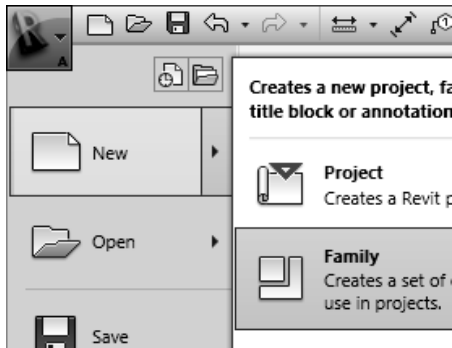 A
1
Creates a new project, fa
title block or annotation
New
Project
Creates a Revit p
Open
Family
Creates a set of
use in projects.
Save